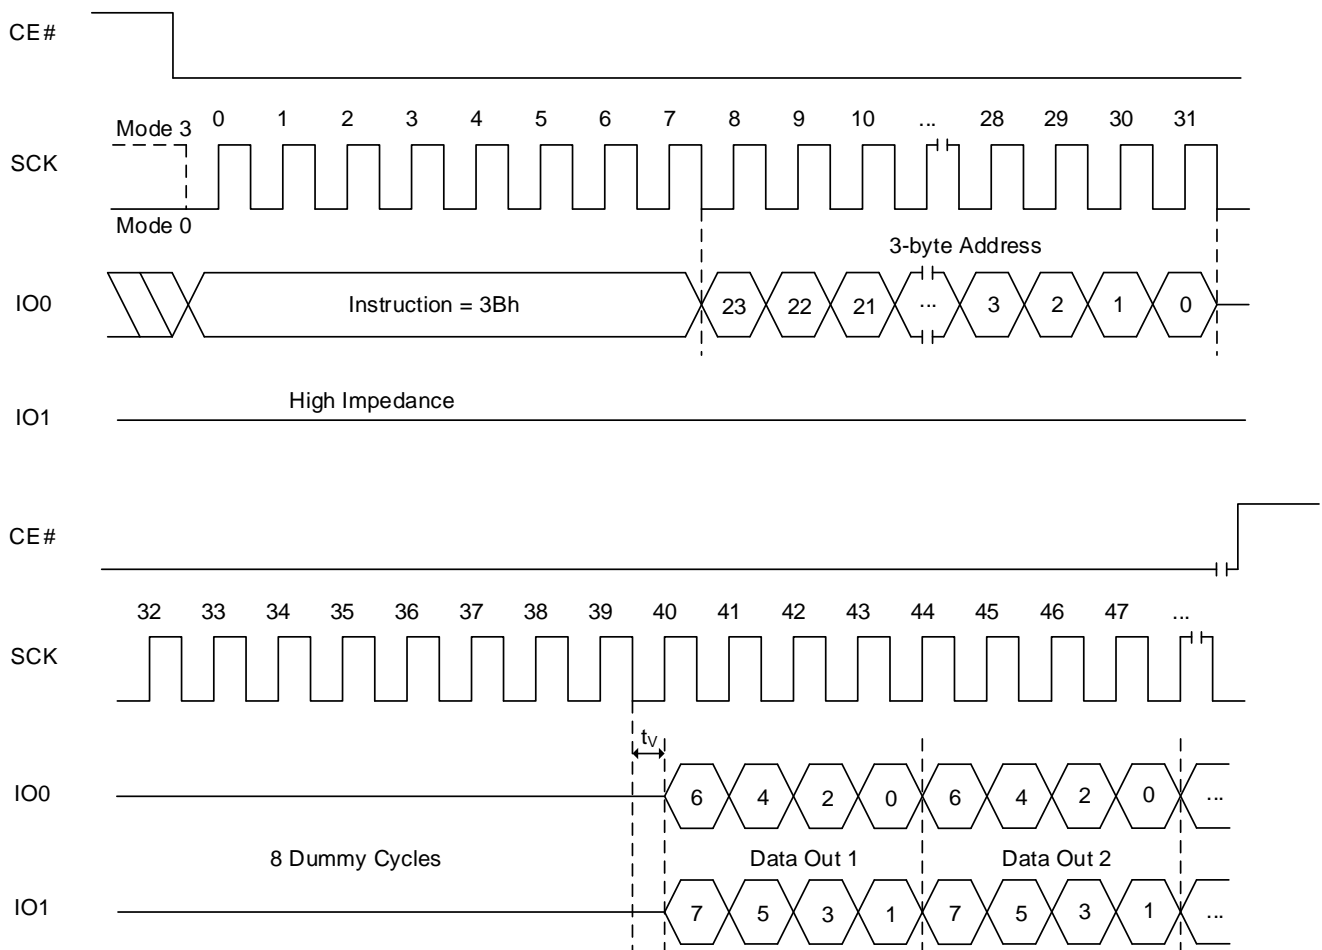 CE#
Mode 3 0 1 2 3 4 5 6 7 8 9 10 ... 28 29 30 31
SCK
Mode 0
3-byte Address
IO0 Instruction = 3Bh 23 22 21 ... 3 2 1 0
High Impedance
IO1
CE#
32 33 34 35 36 37 38 39 40 41 42 43 44 45 46 47 ...
SCK
tV
IO0 6 4 2 0 6 4 2 0 ...
8 Dummy Cycles Data Out 1 Data Out 2
IO1 7 5 3 1 7 5 3 1 ...